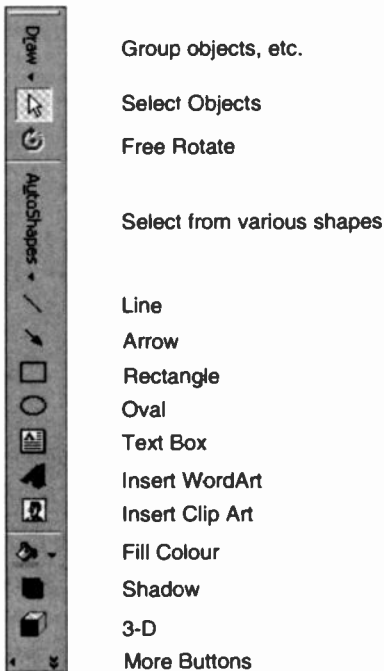 Draw
Group objects, etc.
Select Objects
Free Rotate
AutoShapes
Select from various shapes
Line
Arrow
Rectangle
Oval
Text Box
Insert WordArt
Insert Clip Art
Fill Colour
Shadow
3-D
More Buttons